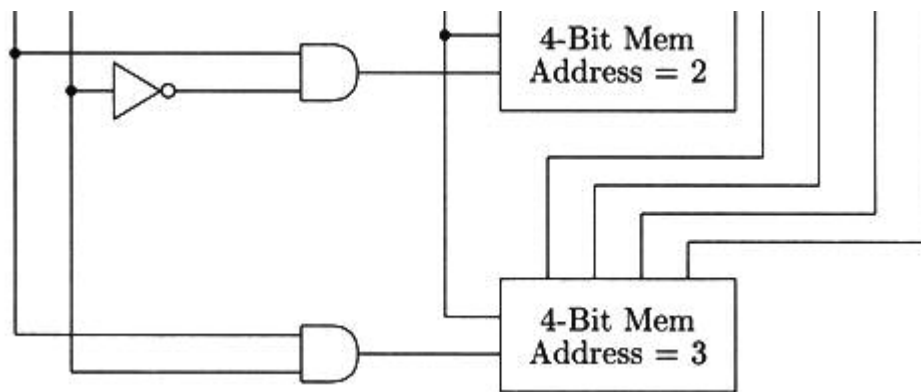 4-Bit Mem
Address = 2
4-Bit Mem
Address = 3